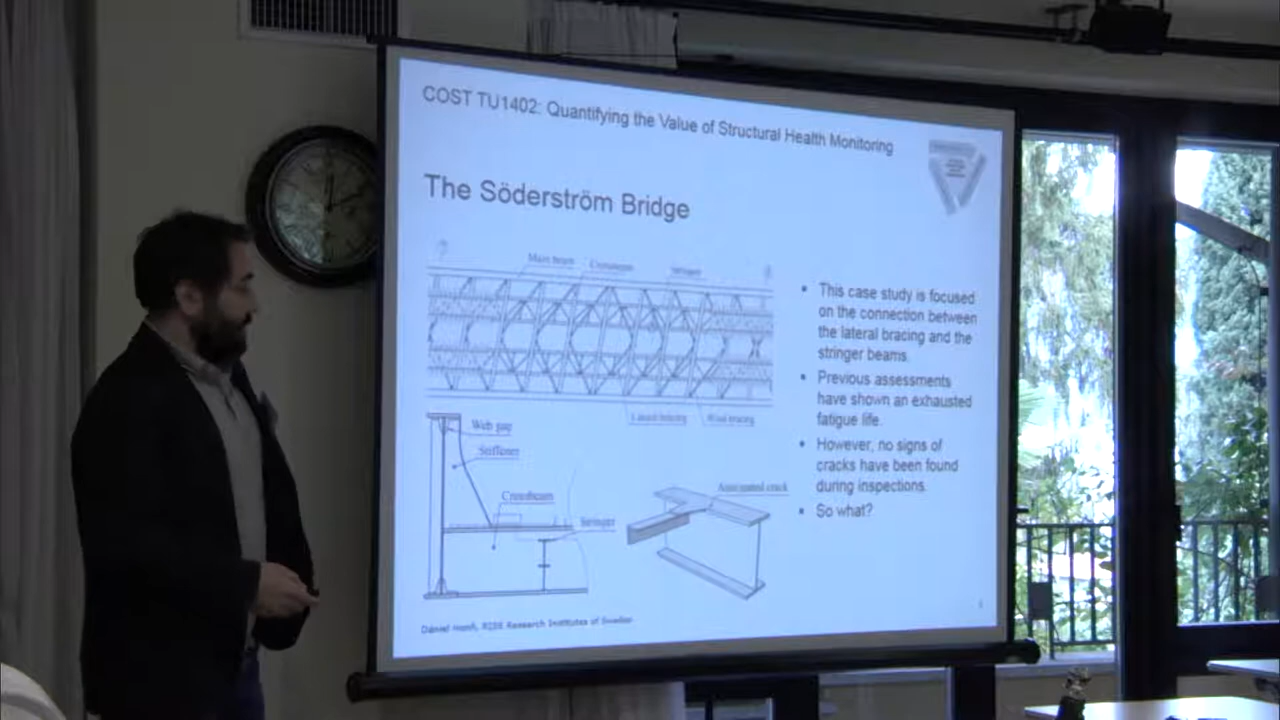 COST TU1402: Quantifying the Value of Structural Health Monitoring
The Söderström Bridge
Main beam
Crossbeam
Stringer
Lateral bracing
Wind bracing
Web gap
Stiffener
Crossbeam
Stringer
Anticipated crack
• This case study is focused
on the connection between
the lateral bracing and the
stringer beams.
• Previous assessments
have shown an exhausted
fatigue life.
• However, no signs of
cracks have been found
during inspections.
• So what?
Daniel RISE Research Institutes of Sweden